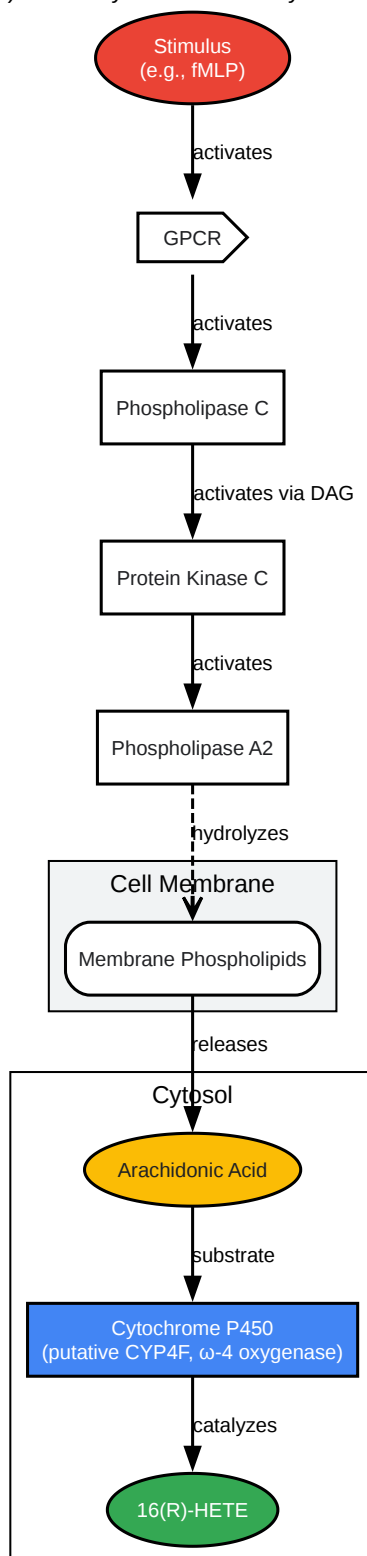 Stimulus
(e.g., fMLP)
activates
GPCR
activates
Phospholipase C
activates via DAG
Protein Kinase C
activates
Phospholipase A2
hydrolyzes
Cell Membrane
Membrane Phospholipids
releases
Cytosol
Arachidonic Acid
substrate
Cytochrome P450
(putative CYP4F, ω-4 oxygenase)
catalyzes
16(R)-HETE